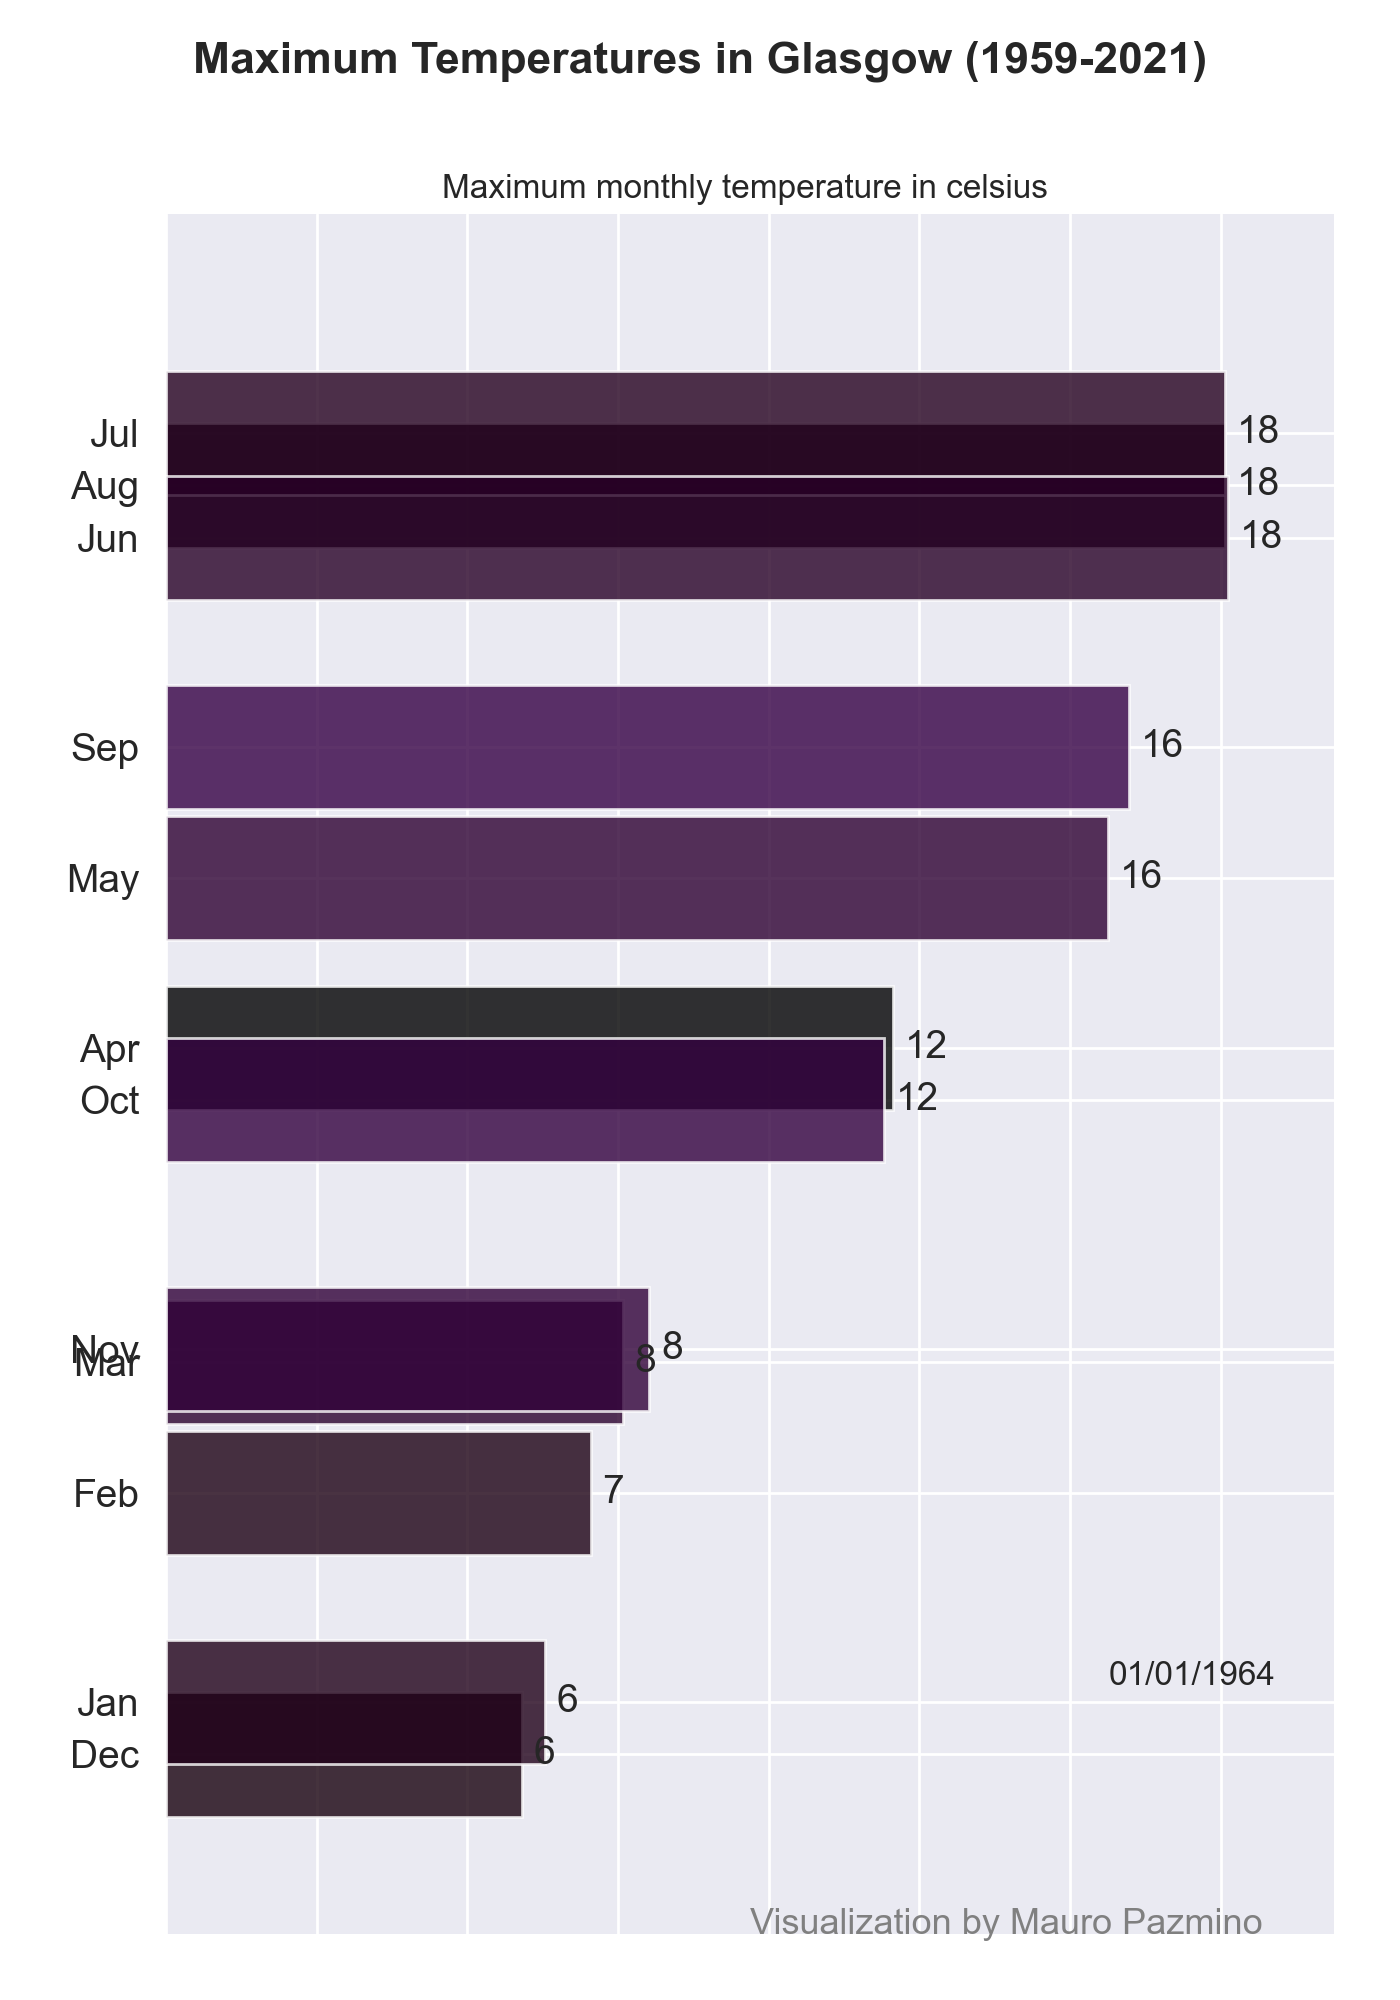 Maximum Temperatures in Glasgow (1959-2021)
Maximum monthly temperature in celsius
Jul 18
Aug 18
Jun 18
Sep 16
May 16
Apr 12
Oct 12
Nov 8
Mar 8
Feb 7
01/01/1964
Jan 6
Dec 6
Visualization by Mauro Pazmino